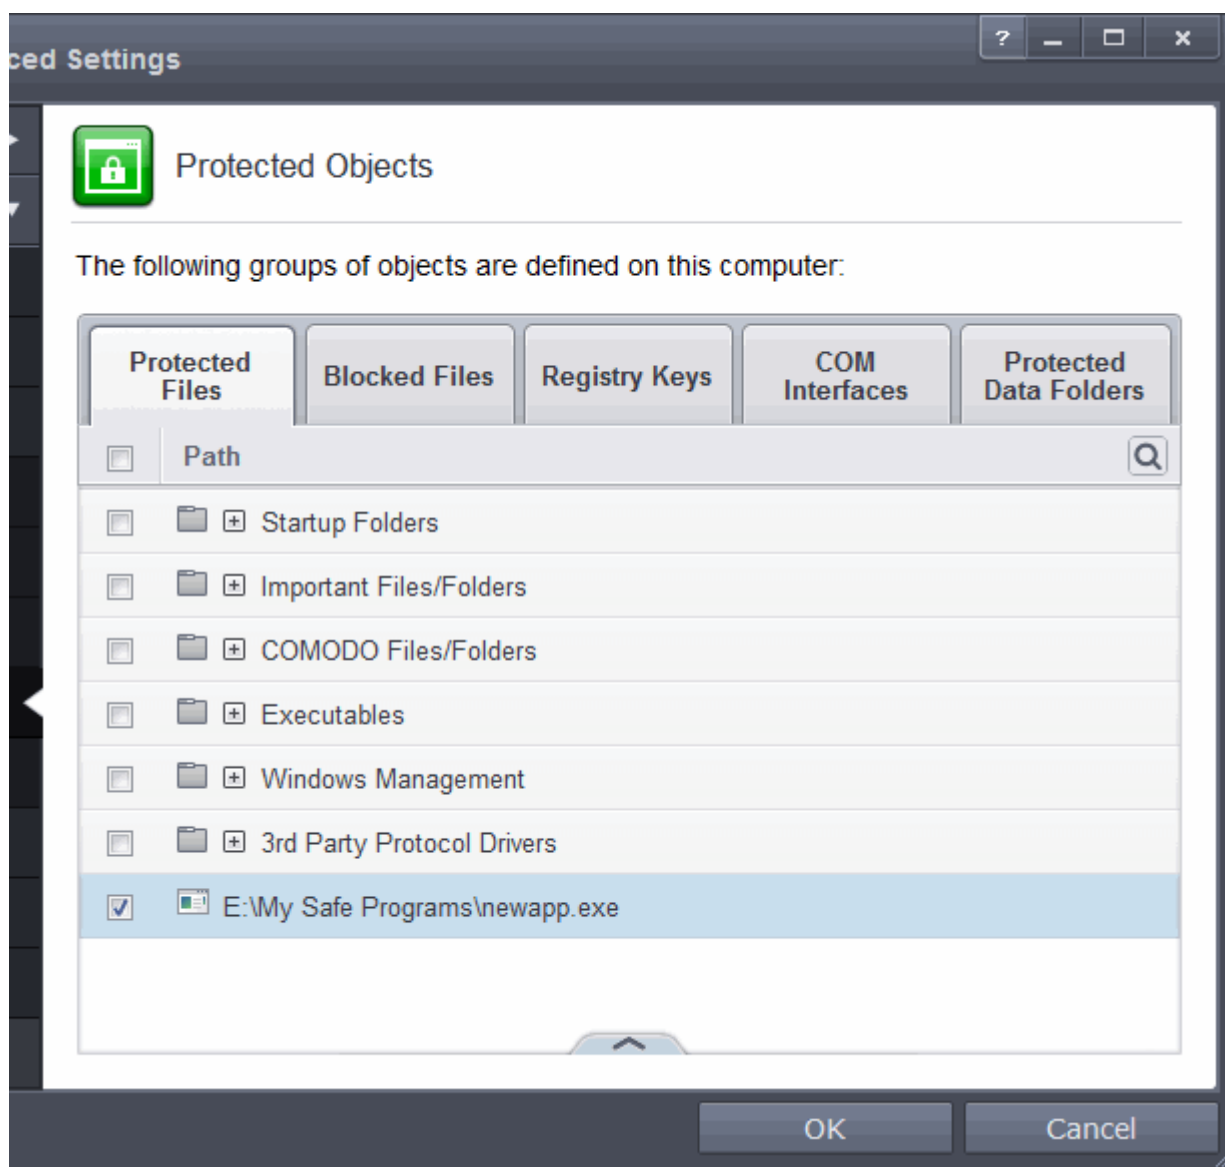 ced Settings
?
Protected Objects
The following groups of objects are defined on this computer:
Protected
Files
Blocked Files
Registry Keys
COM
Interfaces
Protected
Data Folders
Path
Startup Folders
Important Files/Folders
COMODO Files/Folders
Executables
Windows Management
3rd Party Protocol Drivers
E:\My Safe Programs\newapp.exe
OK
Cancel